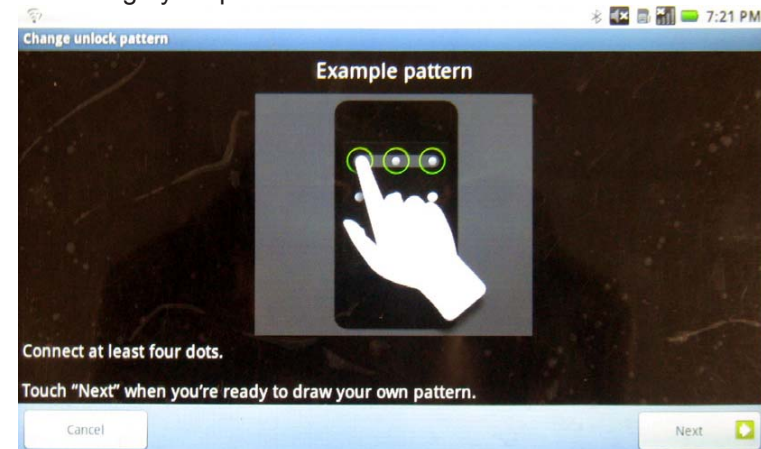 7:21 PM
Change unlock pattern
Example pattern
Connect at least four dots.
Touch “Next” when you’re ready to draw your own pattern.
Cancel
Next